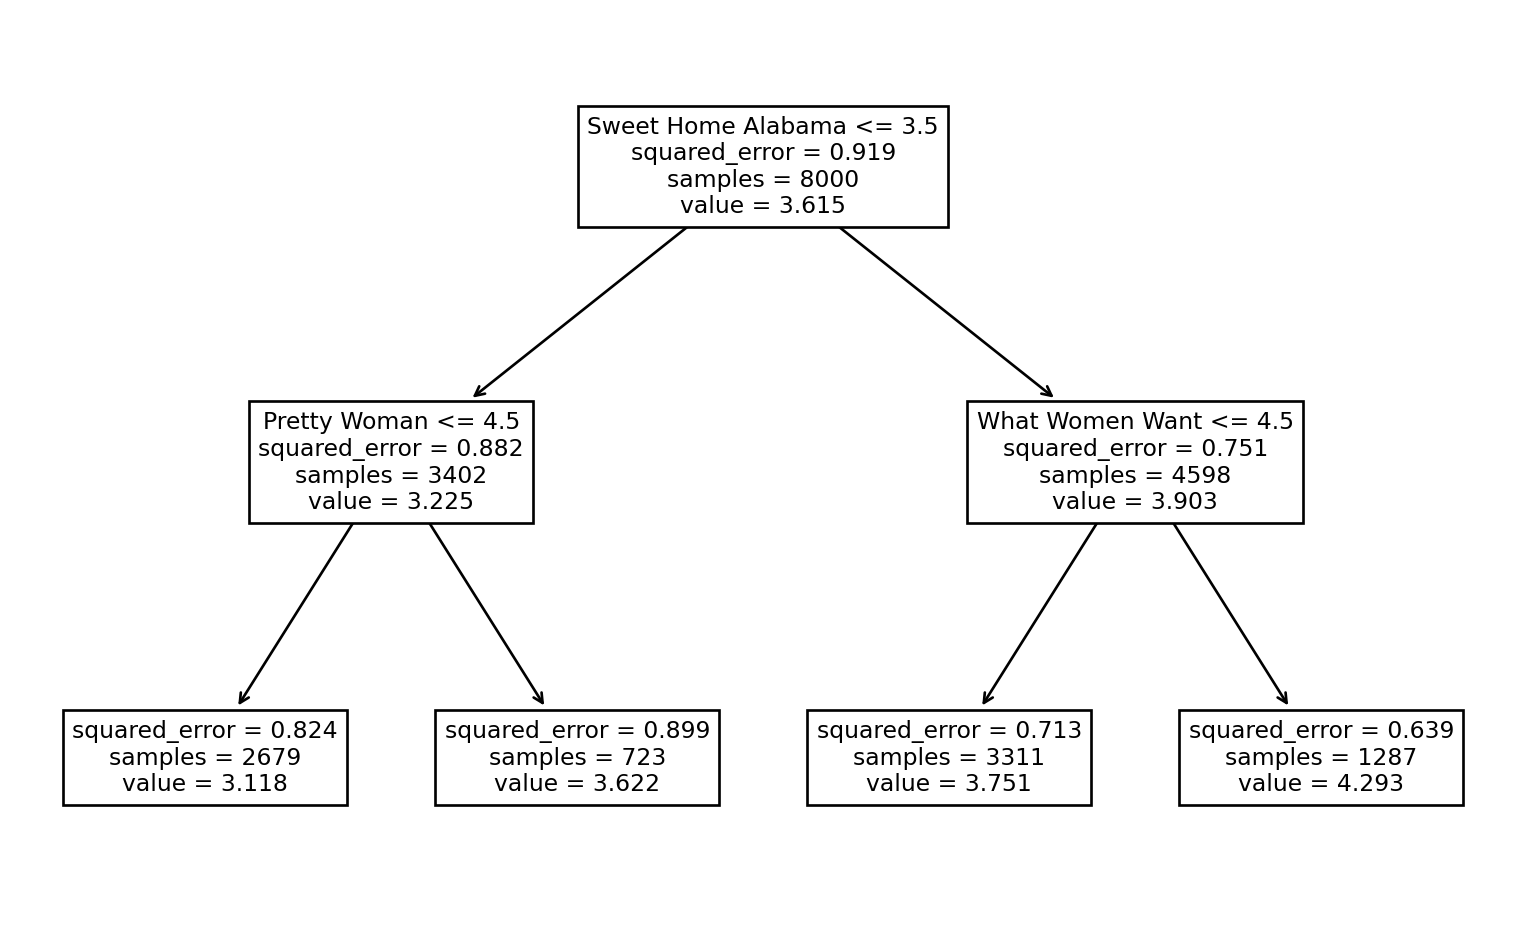 Sweet Home Alabama <= 3.5
squared_error = 0.919
samples = 8000
value = 3.615
Pretty Woman <= 4.5
squared_error = 0.882
samples = 3402
value = 3.225
What Women Want <= 4.5
squared_error = 0.751
samples = 4598
value = 3.903
squared_error = 0.824
samples = 2679
value = 3.118
squared_error = 0.899
samples = 723
value = 3.622
squared_error = 0.713
samples = 3311
value = 3.751
squared_error = 0.639
samples = 1287
value = 4.293